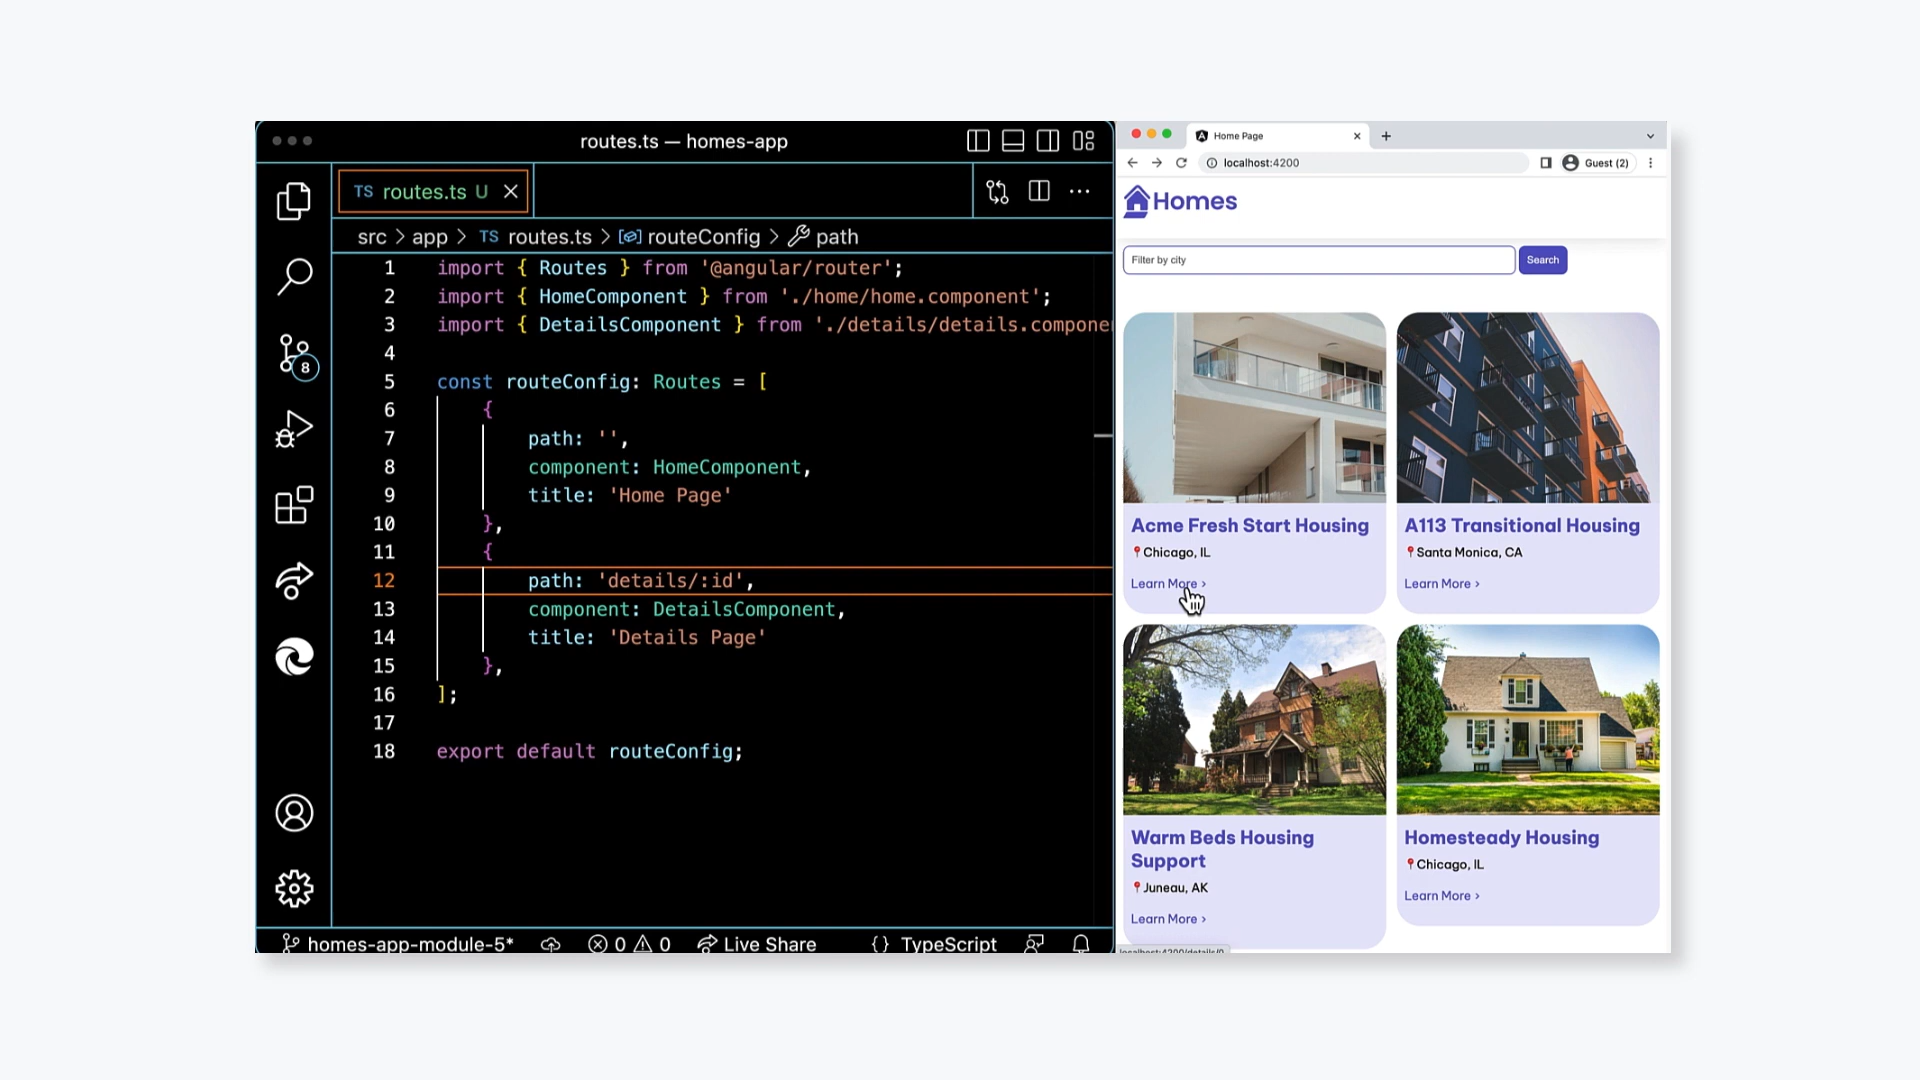 routes.ts — homes-app
TS routes.ts U
src > app > TS routes.ts > routeConfig > path
8
1 import { Routes } from '@angular/router';
2 import { HomeComponent } from './home/home.component';
3 import { DetailsComponent } from './details/details.compone
4
5 const routeConfig: Routes = [
6 {
7 path: '',
8 component: HomeComponent,
9 title: 'Home Page'
10 },
11 {
12 path: 'details/:id',
13 component: DetailsComponent,
14 title: 'Details Page'
15 },
16 ];
17
18 export default routeConfig;
homes-app-module-5* 0 0 Live Share {} TypeScript
Home Page
localhost:4200
Guest (2)
Homes
Filter by city
Search
Acme Fresh Start Housing
Chicago, IL
Learn More >
A113 Transitional Housing
Santa Monica, CA
Learn More >
Warm Beds Housing
Support
Juneau, AK
Learn More >
Homesteady Housing
Chicago, IL
Learn More >